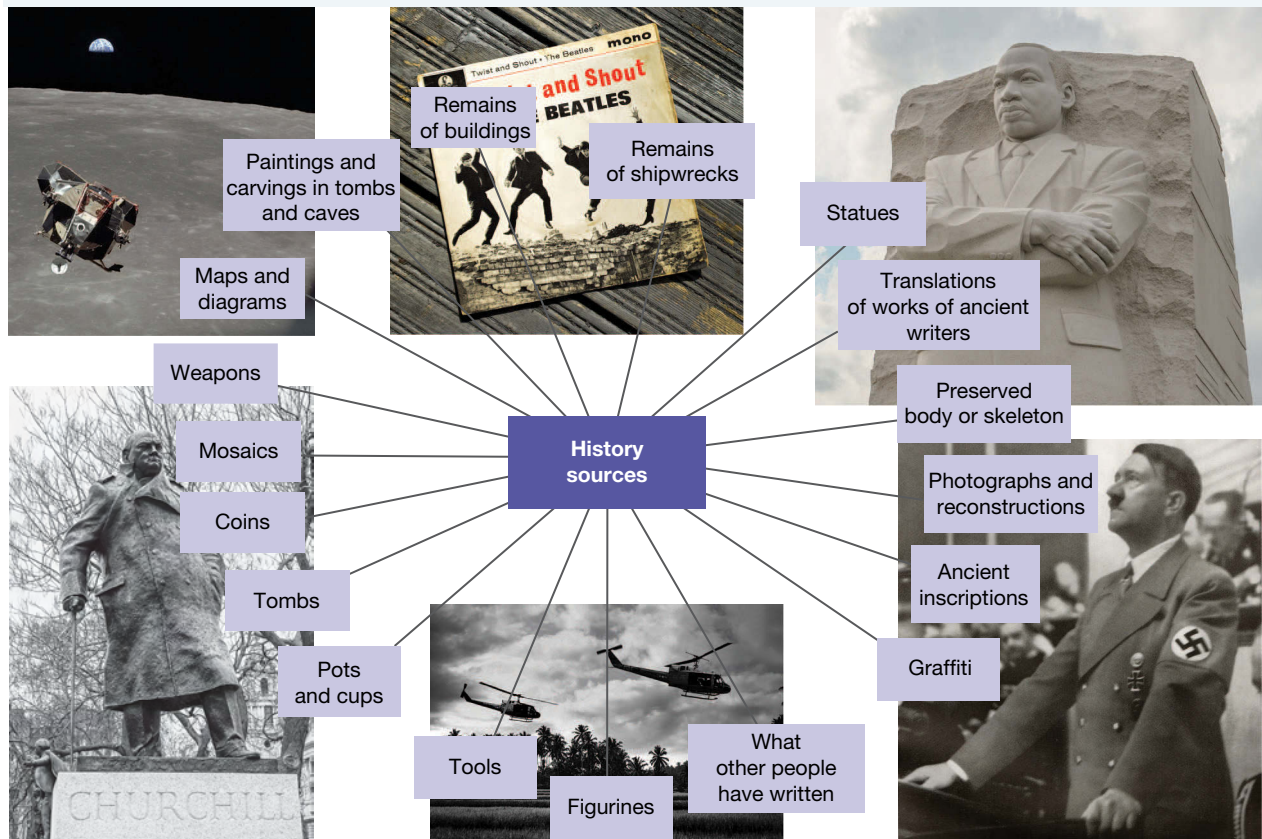 mono
Twist and Shout • The Beatles
and Shout
BEATLES
Remains
of buildings
Remains
of shipwrecks
Paintings and
carvings in tombs
and caves
Statues
Maps and
diagrams
Translations
of works of ancient
writers
Weapons
Preserved
body or skeleton
History
sources
Mosaics
Photographs and
reconstructions
Coins
Ancient
inscriptions
Tombs
Graffiti
Pots
and cups
Tools
Figurines
What
other people
have written
CHURCHILL